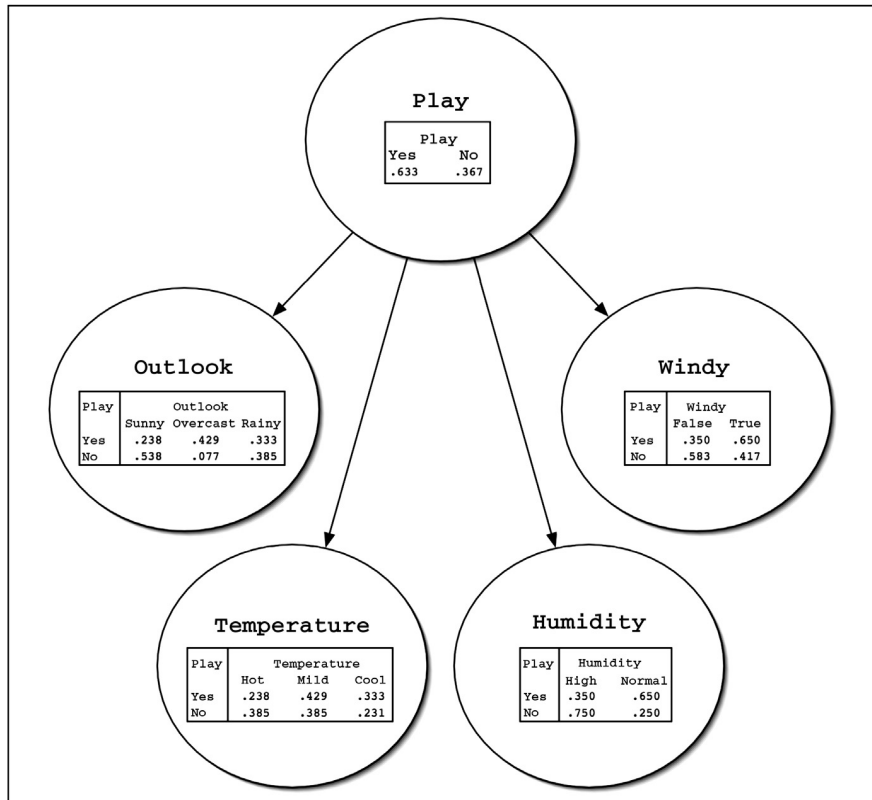 Play
Play
Yes No
.633 .367
Outlook
Play Outlook
Sunny Overcast Rainy
Yes .238 .429 .333
No .538 .077 .385
Windy
Play Windy
False True
Yes .350 .650
No .583 .417
Temperature
Play Temperature
Hot Mild Cool
Yes .238 .429 .333
No .385 .385 .231
Humidity
Play Humidity
High Normal
Yes .350 .650
No .750 .250